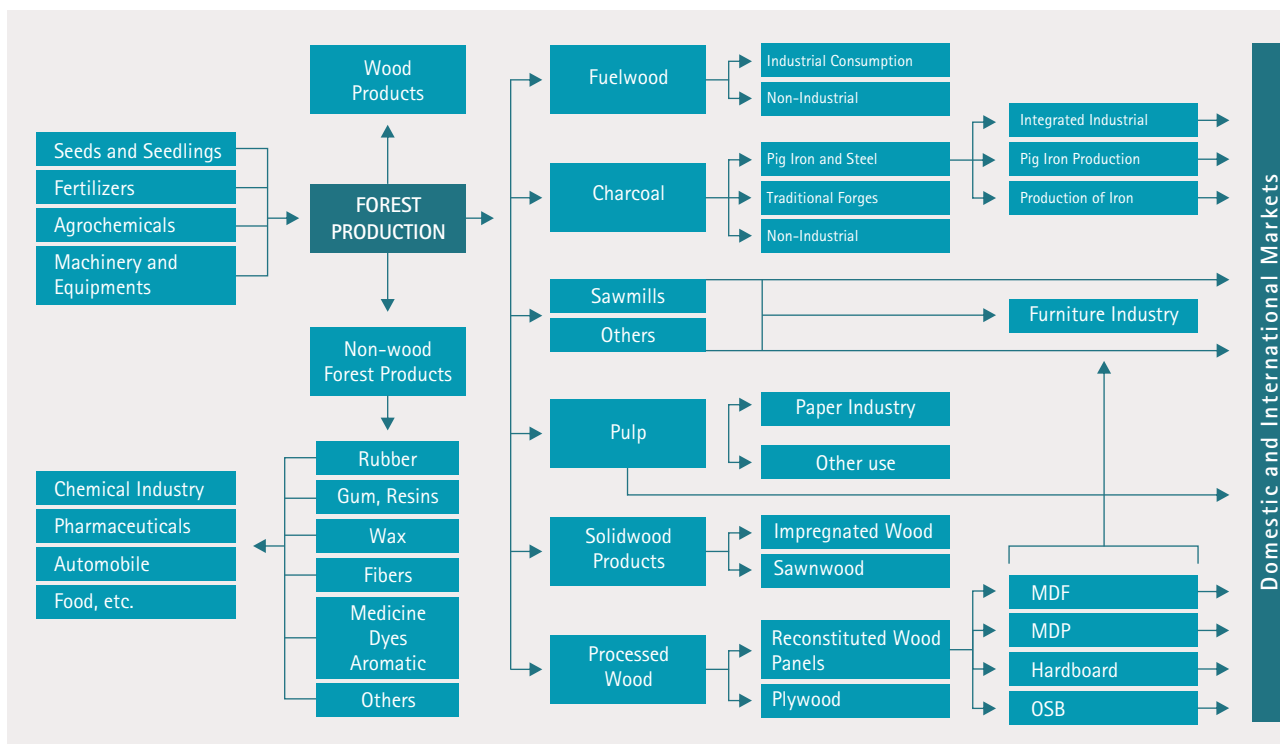 Wood
Products
Seeds and Seedlings
Fertilizers
Agrochemicals
Machinery and
Equipments
FOREST
PRODUCTION
Non-wood
Forest Products
Rubber
Gum, Resins
Wax
Fibers
Medicine
Dyes
Aromatic
Others
Chemical Industry
Pharmaceuticals
Automobile
Food, etc.
Fuelwood
Industrial Consumption
Non-Industrial
Charcoal
Pig Iron and Steel
Traditional Forges
Non-Industrial
Integrated Industrial
Pig Iron Production
Production of Iron
Sawmills
Others
Furniture Industry
Pulp
Paper Industry
Other use
Solidwood
Products
Impregnated Wood
Sawnwood
Processed
Wood
Reconstituted Wood
Panels
Plywood
MDF
MDP
Hardboard
OSB
Domestic and International Markets